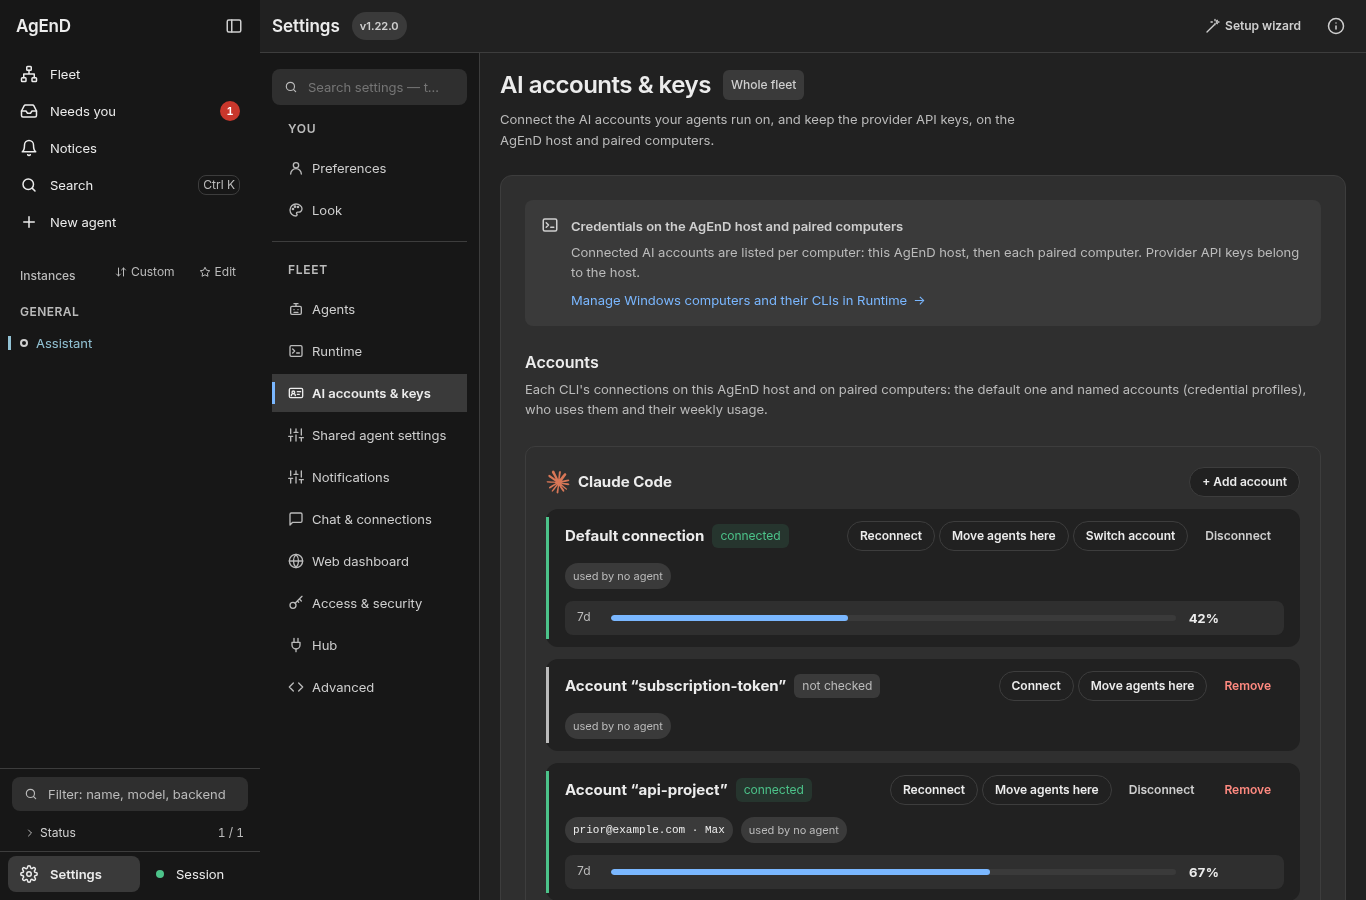 AgEnD
Fleet
Needs you 1
Notices
Search Ctrl K
New agent
Instances Custom Edit
GENERAL
Assistant
Filter: name, model, backend
Status 1 / 1
Settings Session
Settings v1.22.0 Setup wizard
Search settings — t...
YOU
Preferences
Look
FLEET
Agents
Runtime
AI accounts & keys
Shared agent settings
Notifications
Chat & connections
Web dashboard
Access & security
Hub
Advanced
AI accounts & keys Whole fleet
Connect the AI accounts your agents run on, and keep the provider API keys, on the
AgEnD host and paired computers.
Credentials on the AgEnD host and paired computers
Connected AI accounts are listed per computer: this AgEnD host, then each paired computer. Provider API keys belong
to the host.
Manage Windows computers and their CLIs in Runtime →
Accounts
Each CLI's connections on this AgEnD host and on paired computers: the default one and named accounts (credential profiles),
who uses them and their weekly usage.
Claude Code + Add account
Default connection connected Reconnect Move agents here Switch account Disconnect
used by no agent
7d 42%
Account “subscription-token” not checked Connect Move agents here Remove
used by no agent
Account “api-project” connected Reconnect Move agents here Disconnect Remove
prior@example.com · Max used by no agent
7d 67%